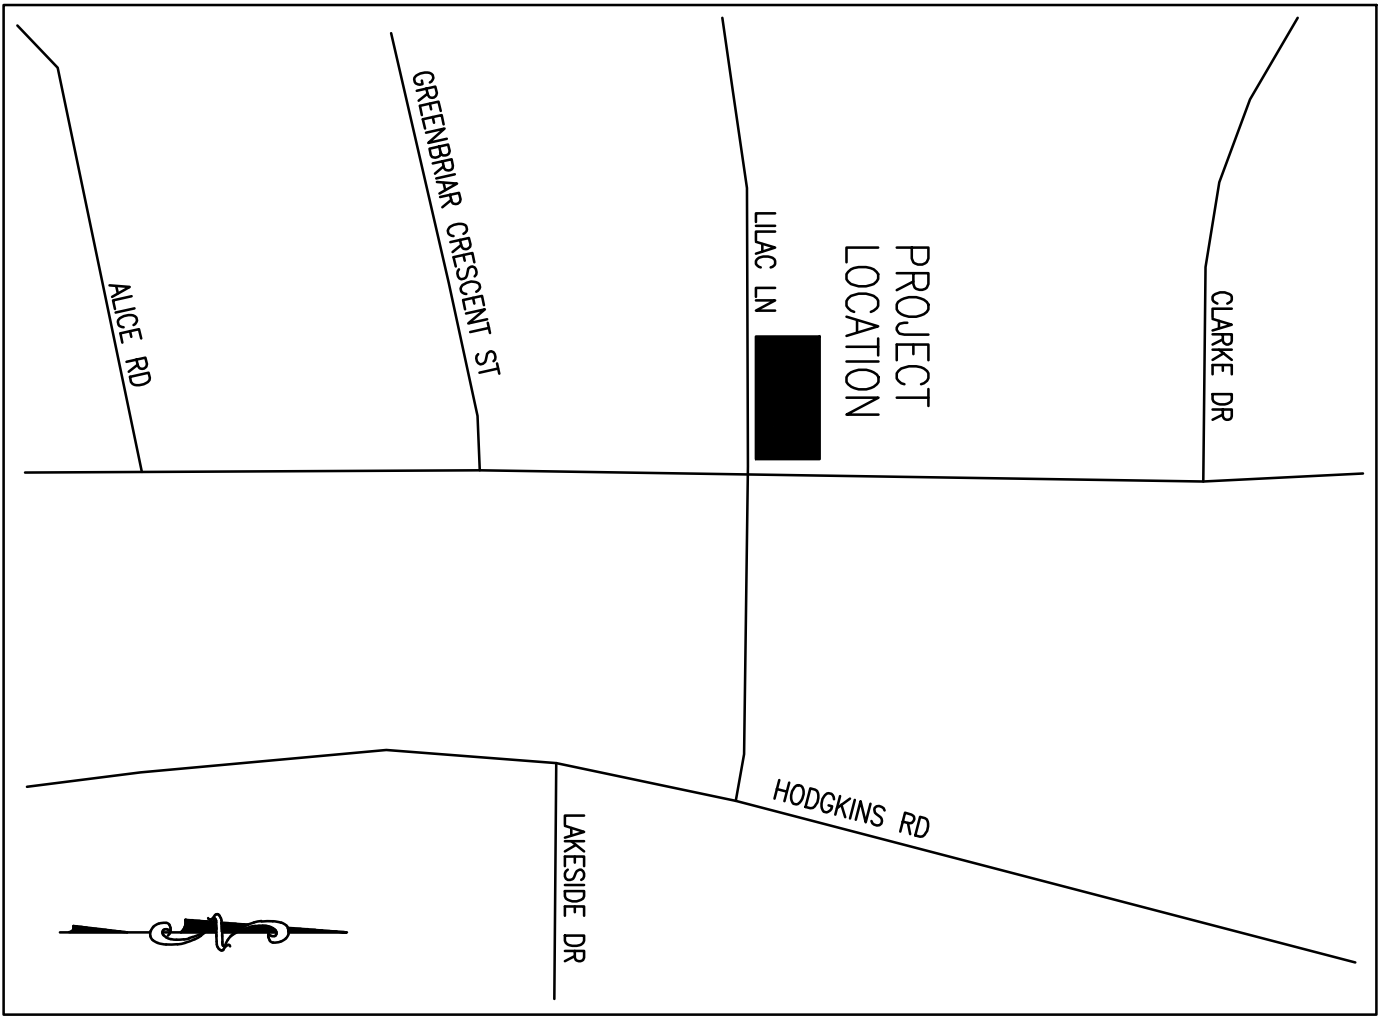 CLARKE DR
PROJECT
LOCATION
LILAC LN
GREENBRIAR CRESCENT ST
ALICE RD
HODGKINS RD
LAKESIDE DR
N